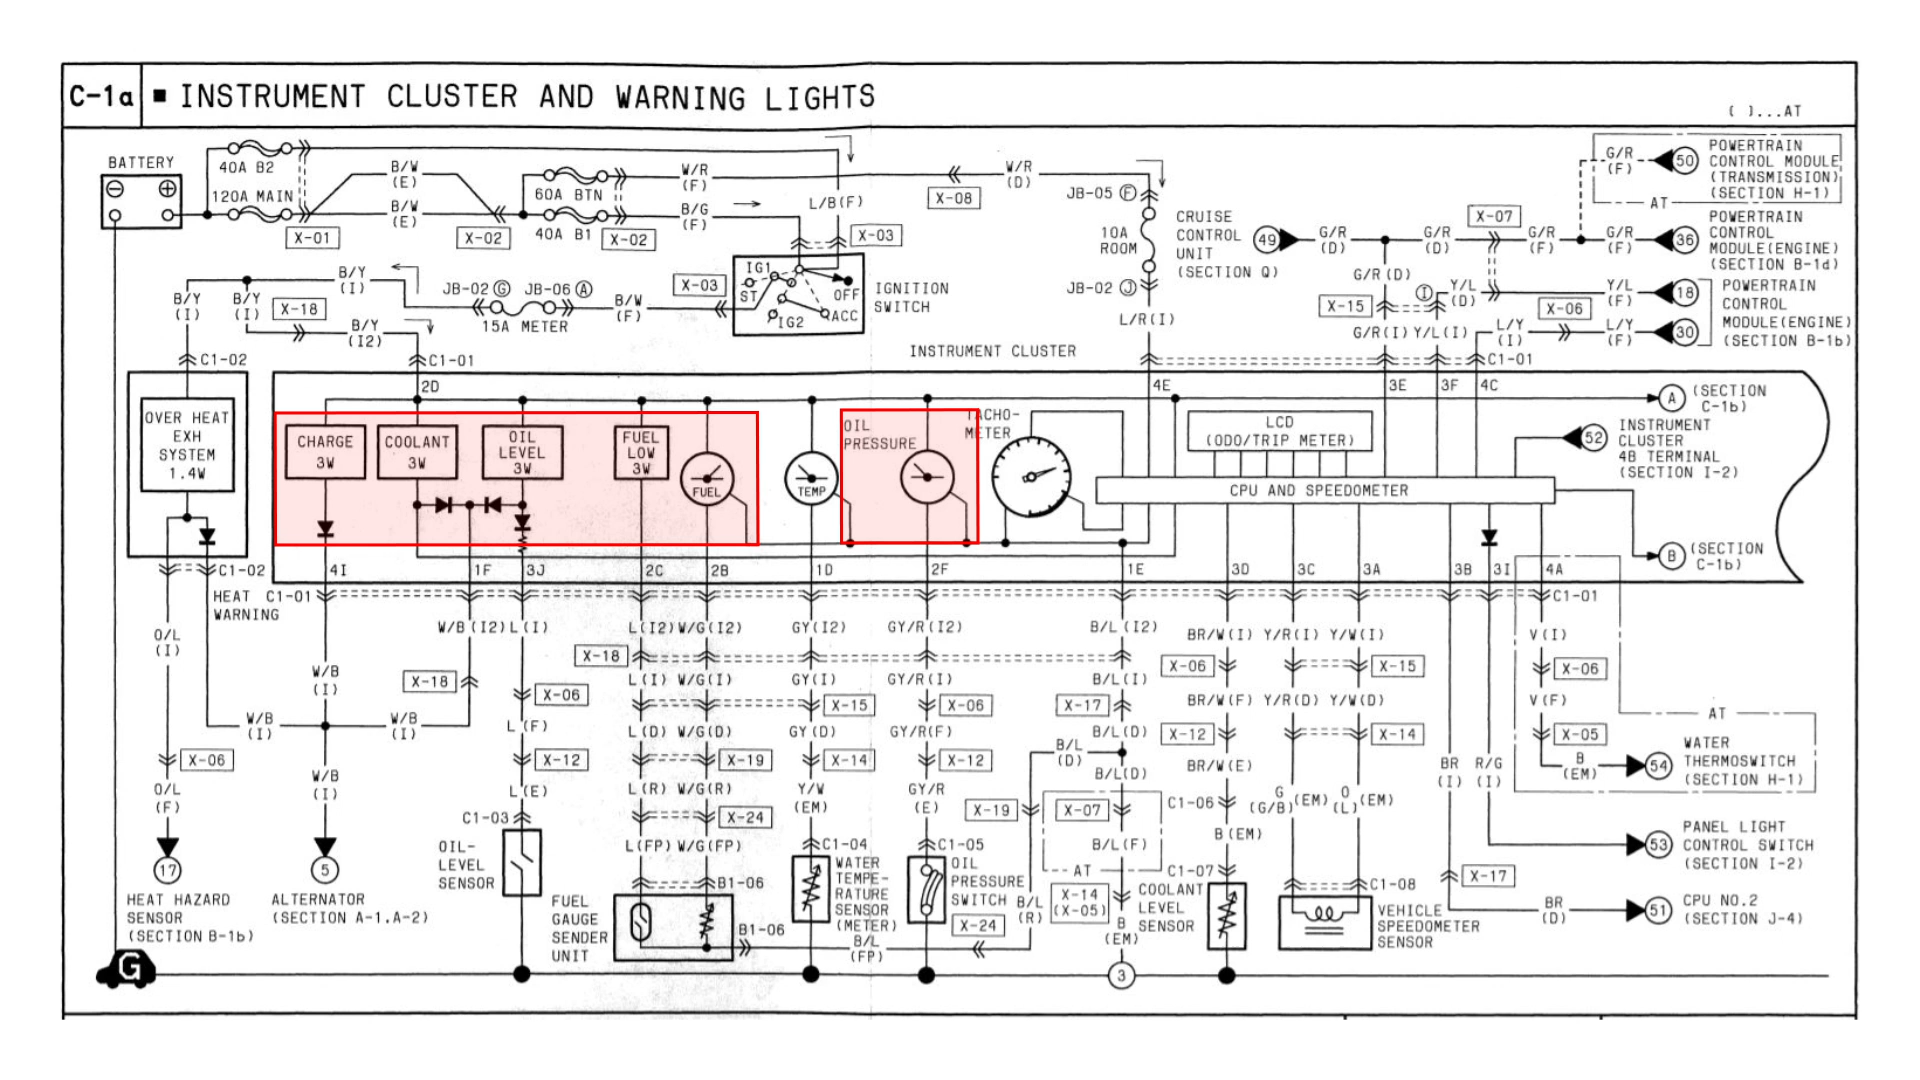 C-1a ■ INSTRUMENT CLUSTER AND WARNING LIGHTS
( )...AT
BATTERY
40A B2
120A MAIN
X-01
B/W
(E)
B/W
(E)
X-02
60A BTN
40A B1
X-02
W/R
(F)
B/G
(F)
L/B(F)
X-03
X-08
W/R
(D)
JB-05 F
10A
ROOM
JB-02 J
L/R(I)
CRUISE
CONTROL
UNIT
(SECTION Q)
49
G/R
(D)
G/R
(D)
X-07
G/R
(F)
G/R
(F)
G/R
(F)
50
POWERTRAIN
CONTROL MODULE
(TRANSMISSION)
(SECTION H-1)
AT
36
POWERTRAIN
CONTROL
MODULE(ENGINE)
(SECTION B-1d)
G/R(D)
I
Y/L
(D)
Y/L
(F)
18
X-15
X-06
POWERTRAIN
CONTROL
MODULE(ENGINE)
(SECTION B-1b)
G/R(I) Y/L(I)
L/Y
(I)
L/Y
(F)
30
C1-01
B/Y
(I)
B/Y
(I)
B/Y
(I)
X-18
B/Y
(I2)
JB-02 G JB-06 A
15A METER
B/W
(F)
X-03
IG1
ST
OFF
IG2
ACC
IGNITION
SWITCH
C1-02
C1-01
INSTRUMENT CLUSTER
2D
4E
3E
3F
4C
OVER HEAT
EXH
SYSTEM
1.4W
CHARGE
3W
COOLANT
3W
OIL
LEVEL
3W
FUEL
LOW
3W
FUEL
TEMP
OIL
PRESSURE
TACHO-
METER
LCD
(ODO/TRIP METER)
CPU AND SPEEDOMETER
A (SECTION
C-1b)
52
INSTRUMENT
CLUSTER
4B TERMINAL
(SECTION I-2)
B (SECTION
C-1b)
C1-02
HEAT
WARNING
C1-01
4I
1F
3J
2C
2B
1D
2F
1E
3D
3C
3A
3B
3I
4A
C1-01
O/L
(I)
W/B
(I)
W/B(I2)
L(I)
L(I2)
W/G(I2)
GY(I2)
GY/R(I2)
B/L(I2)
BR/W(I)
Y/R(I)
Y/W(I)
V(I)
X-18
X-18
X-06
X-06
X-15
X-06
L(I)
W/G(I)
GY(I)
GY/R(I)
B/L(I)
X-15
X-06
X-17
BR/W(F)
Y/R(D)
Y/W(D)
V(F)
W/B
(I)
W/B
(I)
L(F)
L(D)
W/G(D)
GY(D)
GY/R(F)
B/L(D)
X-12
X-14
X-05
AT
X-06
X-12
X-19
X-14
X-12
B/L
(D)
B/L(D)
BR/W(E)
BR
(I)
R/G
(I)
B
(EM)
54
WATER
THERMOSWITCH
(SECTION H-1)
O/L
(F)
W/B
(I)
L(E)
L(R)
W/G(R)
Y/W
(EM)
GY/R
(E)
X-19
X-07
C1-06
G
(G/B)
(EM)
O
(L)
(EM)
C1-03
X-24
B(EM)
L(FP)
W/G(FP)
C1-04
C1-05
B/L(F)
AT
53
PANEL LIGHT
CONTROL SWITCH
(SECTION I-2)
OIL-
LEVEL
SENSOR
17
5
B1-06
WATER
TEMPE-
RATURE
SENSOR
(METER)
OIL
PRESSURE
SWITCH
B/L
(R)
X-14
(X-05)
C1-07
COOLANT
LEVEL
SENSOR
C1-08
X-17
HEAT HAZARD
SENSOR
(SECTION B-1b)
ALTERNATOR
(SECTION A-1.A-2)
FUEL
GAUGE
SENDER
UNIT
B1-06
B/L
(FP)
X-24
B
(EM)
VEHICLE
SPEEDOMETER
SENSOR
BR
(D)
51
CPU NO.2
(SECTION J-4)
G
3